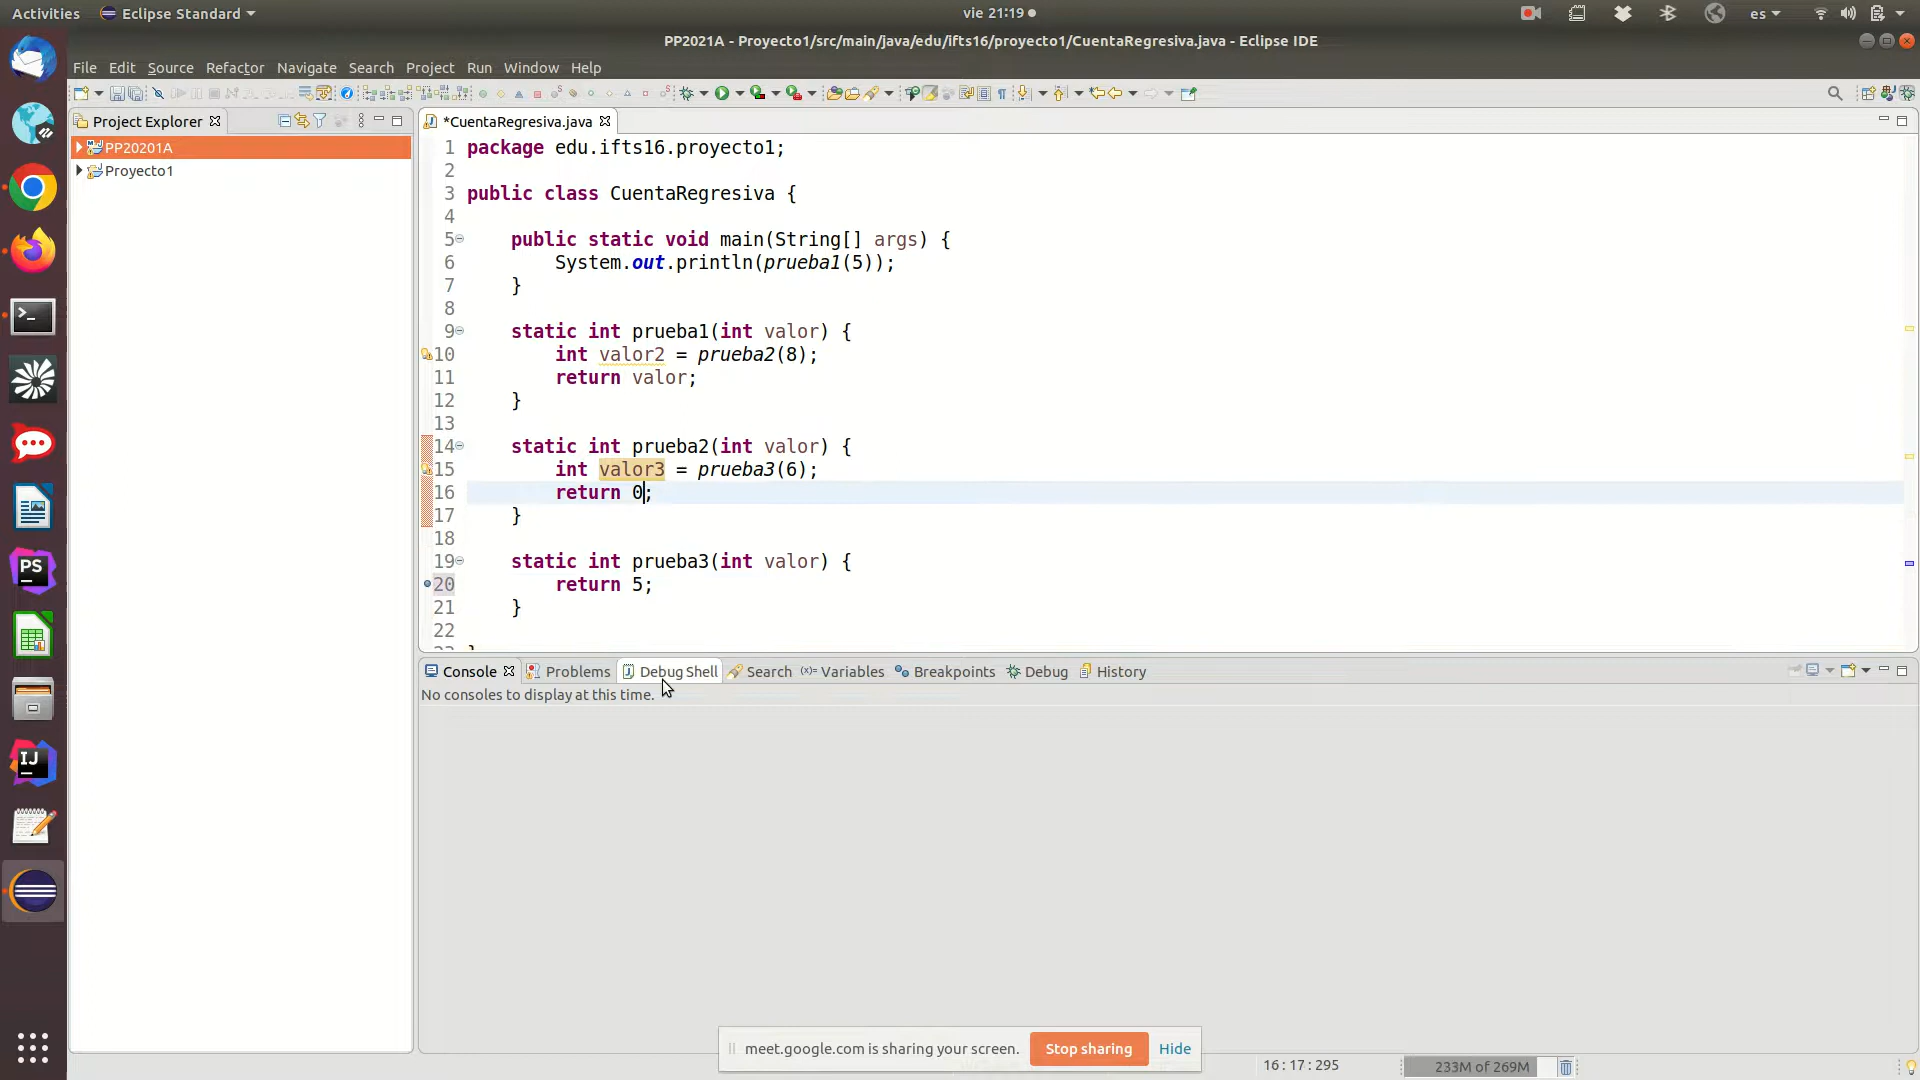 Activities Eclipse Standard vie 21:19 es
PP2021A - Proyecto1/src/main/java/edu/ifts16/proyecto1/CuentaRegresiva.java - Eclipse IDE
File Edit Source Refactor Navigate Search Project Run Window Help
Project Explorer
PP20201A
Proyecto1
*CuentaRegresiva.java
1 package edu.ifts16.proyecto1;
2
3 public class CuentaRegresiva {
4
5 public static void main(String[] args) {
6 System.out.println(prueba1(5));
7 }
8
9 static int prueba1(int valor) {
10 int valor2 = prueba2(8);
11 return valor;
12 }
13
14 static int prueba2(int valor) {
15 int valor3 = prueba3(6);
16 return 0;
17 }
18
19 static int prueba3(int valor) {
20 return 5;
21 }
22
Console Problems Debug Shell Search Variables Breakpoints Debug History
No consoles to display at this time.
PS
IJ
meet.google.com is sharing your screen. Stop sharing Hide
16 : 17 : 295 233M of 269M